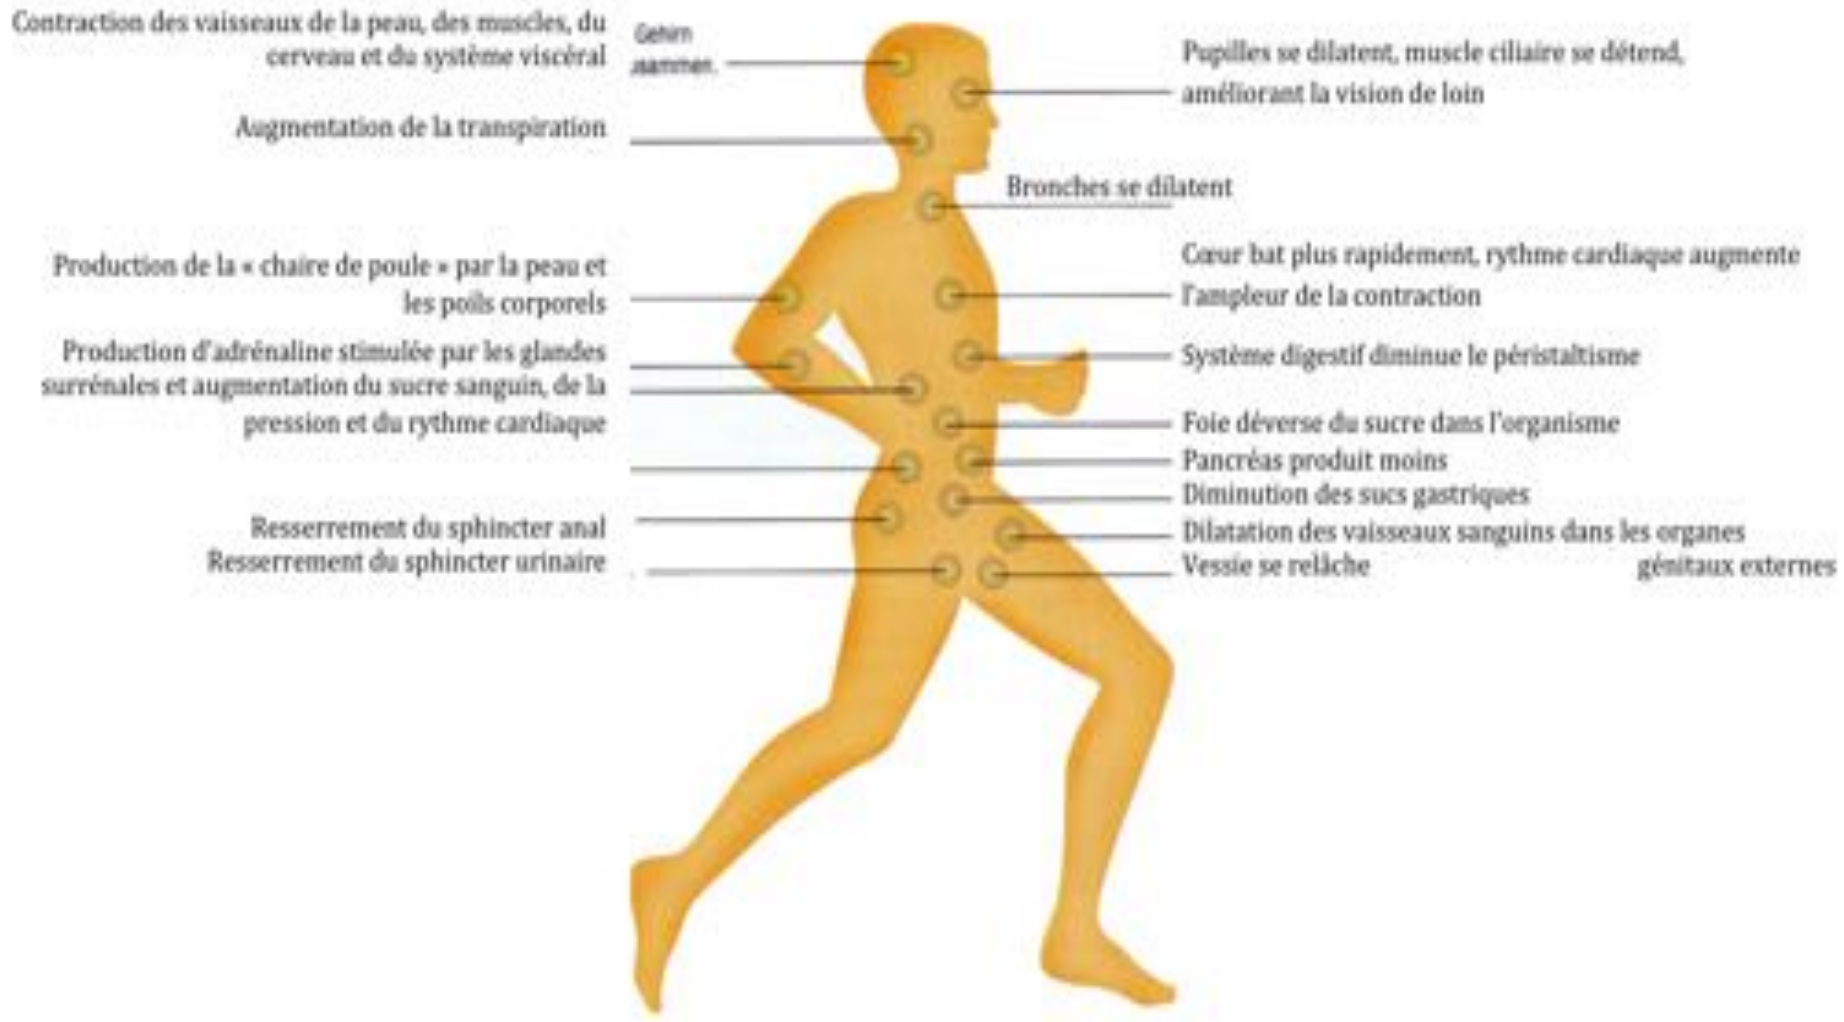 Contraction des vaisseaux de la peau, des muscles, du
cerveau et du système viscéral
Gehirn
Augmentation de la transpiration
Production de la « chaire de poule » par la peau et
les poils corporels
Production d'adrénaline stimulée par les glandes
surrénales et augmentation du sucre sanguin, de la
pression et du rythme cardiaque
Resserrement du sphincter anal
Resserrement du sphincter urinaire
Pupilles se dilatent, muscle ciliaire se détend,
améliorant la vision de loin
Bronches se dilatent
Cœur bat plus rapidement, rythme cardiaque augmente
l'ampleur de la contraction
Système digestif diminue le péristaltisme
Foie déverse du sucre dans l'organisme
Pancréas produit moins
Diminution des sucs gastriques
Dilatation des vaisseaux sanguins dans les organes
Vessie se relâche génitaux externes